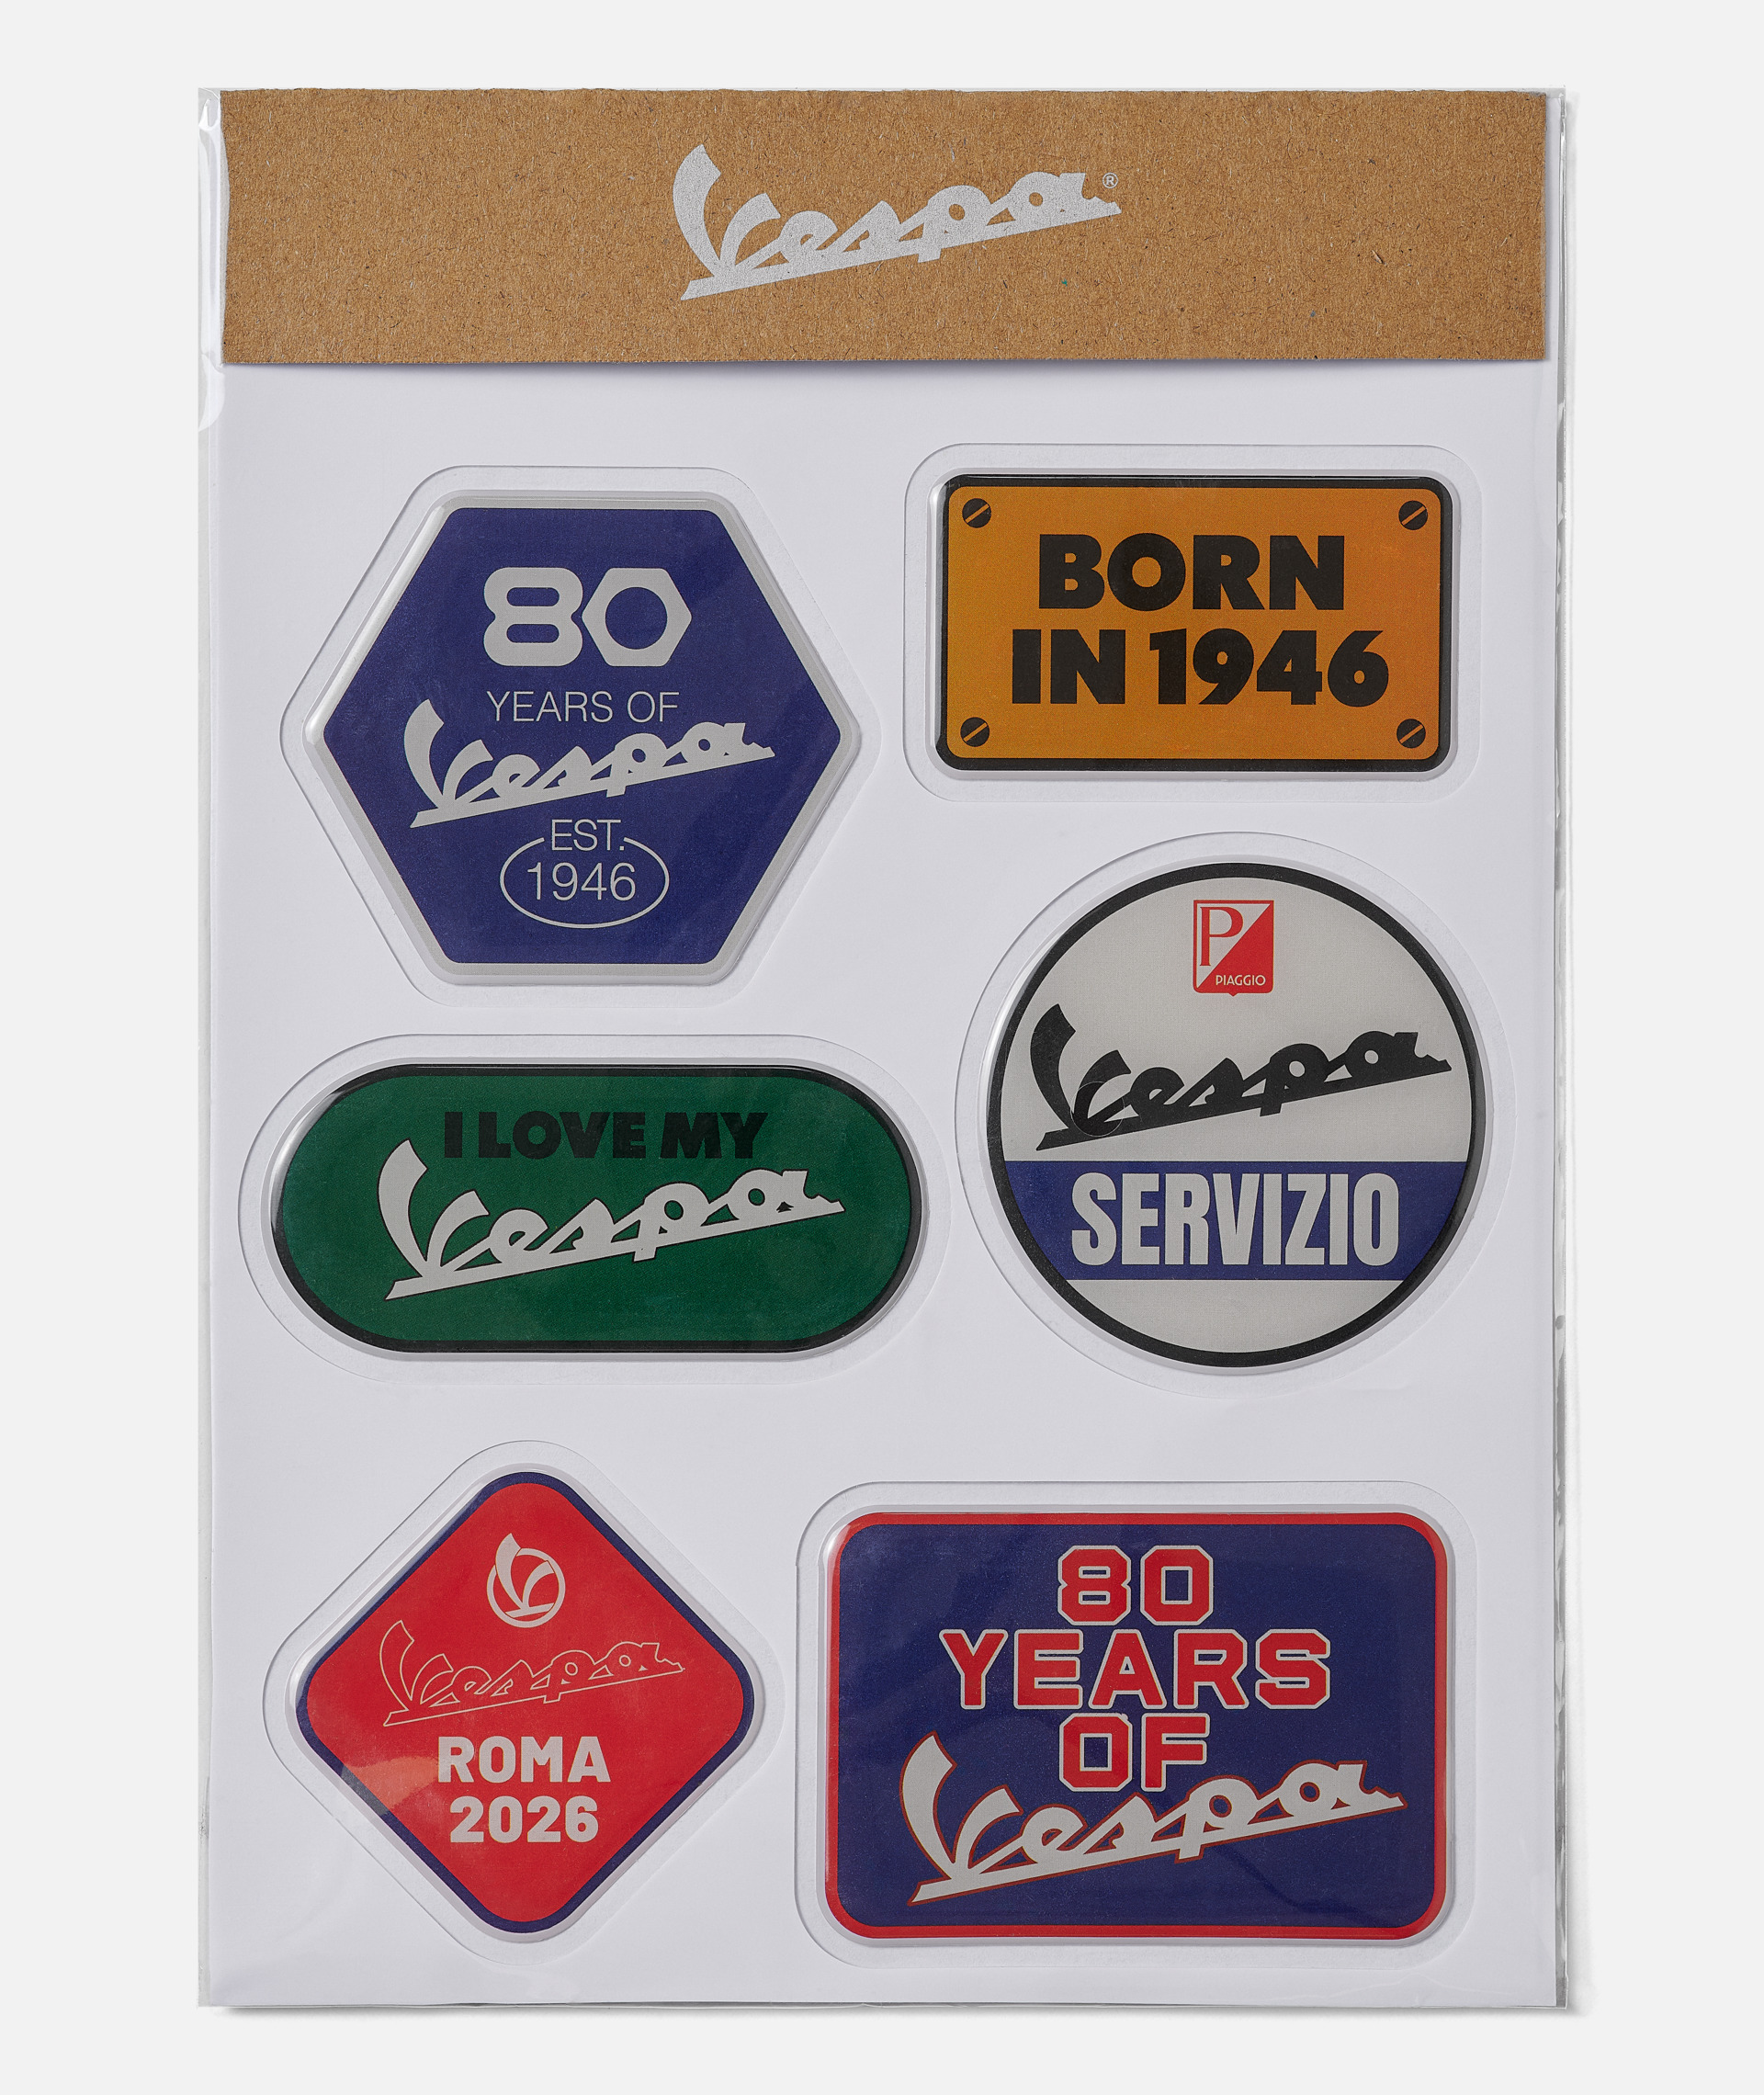 Vespa®
80
YEARS OF
Vespa
EST.
1946
BORN
IN 1946
P
PIAGGIO
Vespa
SERVIZIO
I LOVE MY
Vespa
Vespa
ROMA
2026
80
YEARS
OF
Vespa